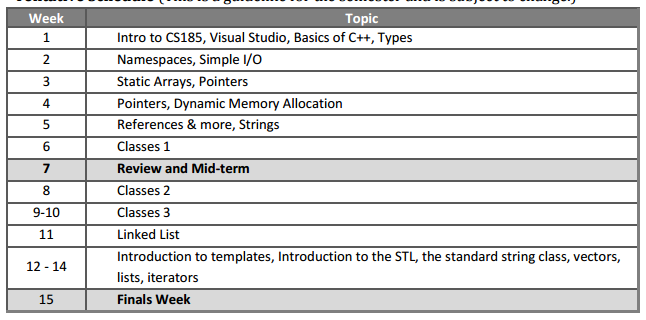 Tentative Schedule (This is a guideline for the semester and is subject to change.)
Week Topic
1 Intro to CS185, Visual Studio, Basics of C++, Types
2 Namespaces, Simple I/O
3 Static Arrays, Pointers
4 Pointers, Dynamic Memory Allocation
5 References & more, Strings
6 Classes 1
7 Review and Mid-term
8 Classes 2
9-10 Classes 3
11 Linked List
12 - 14 Introduction to templates, Introduction to the STL, the standard string class, vectors,
lists, iterators
15 Finals Week